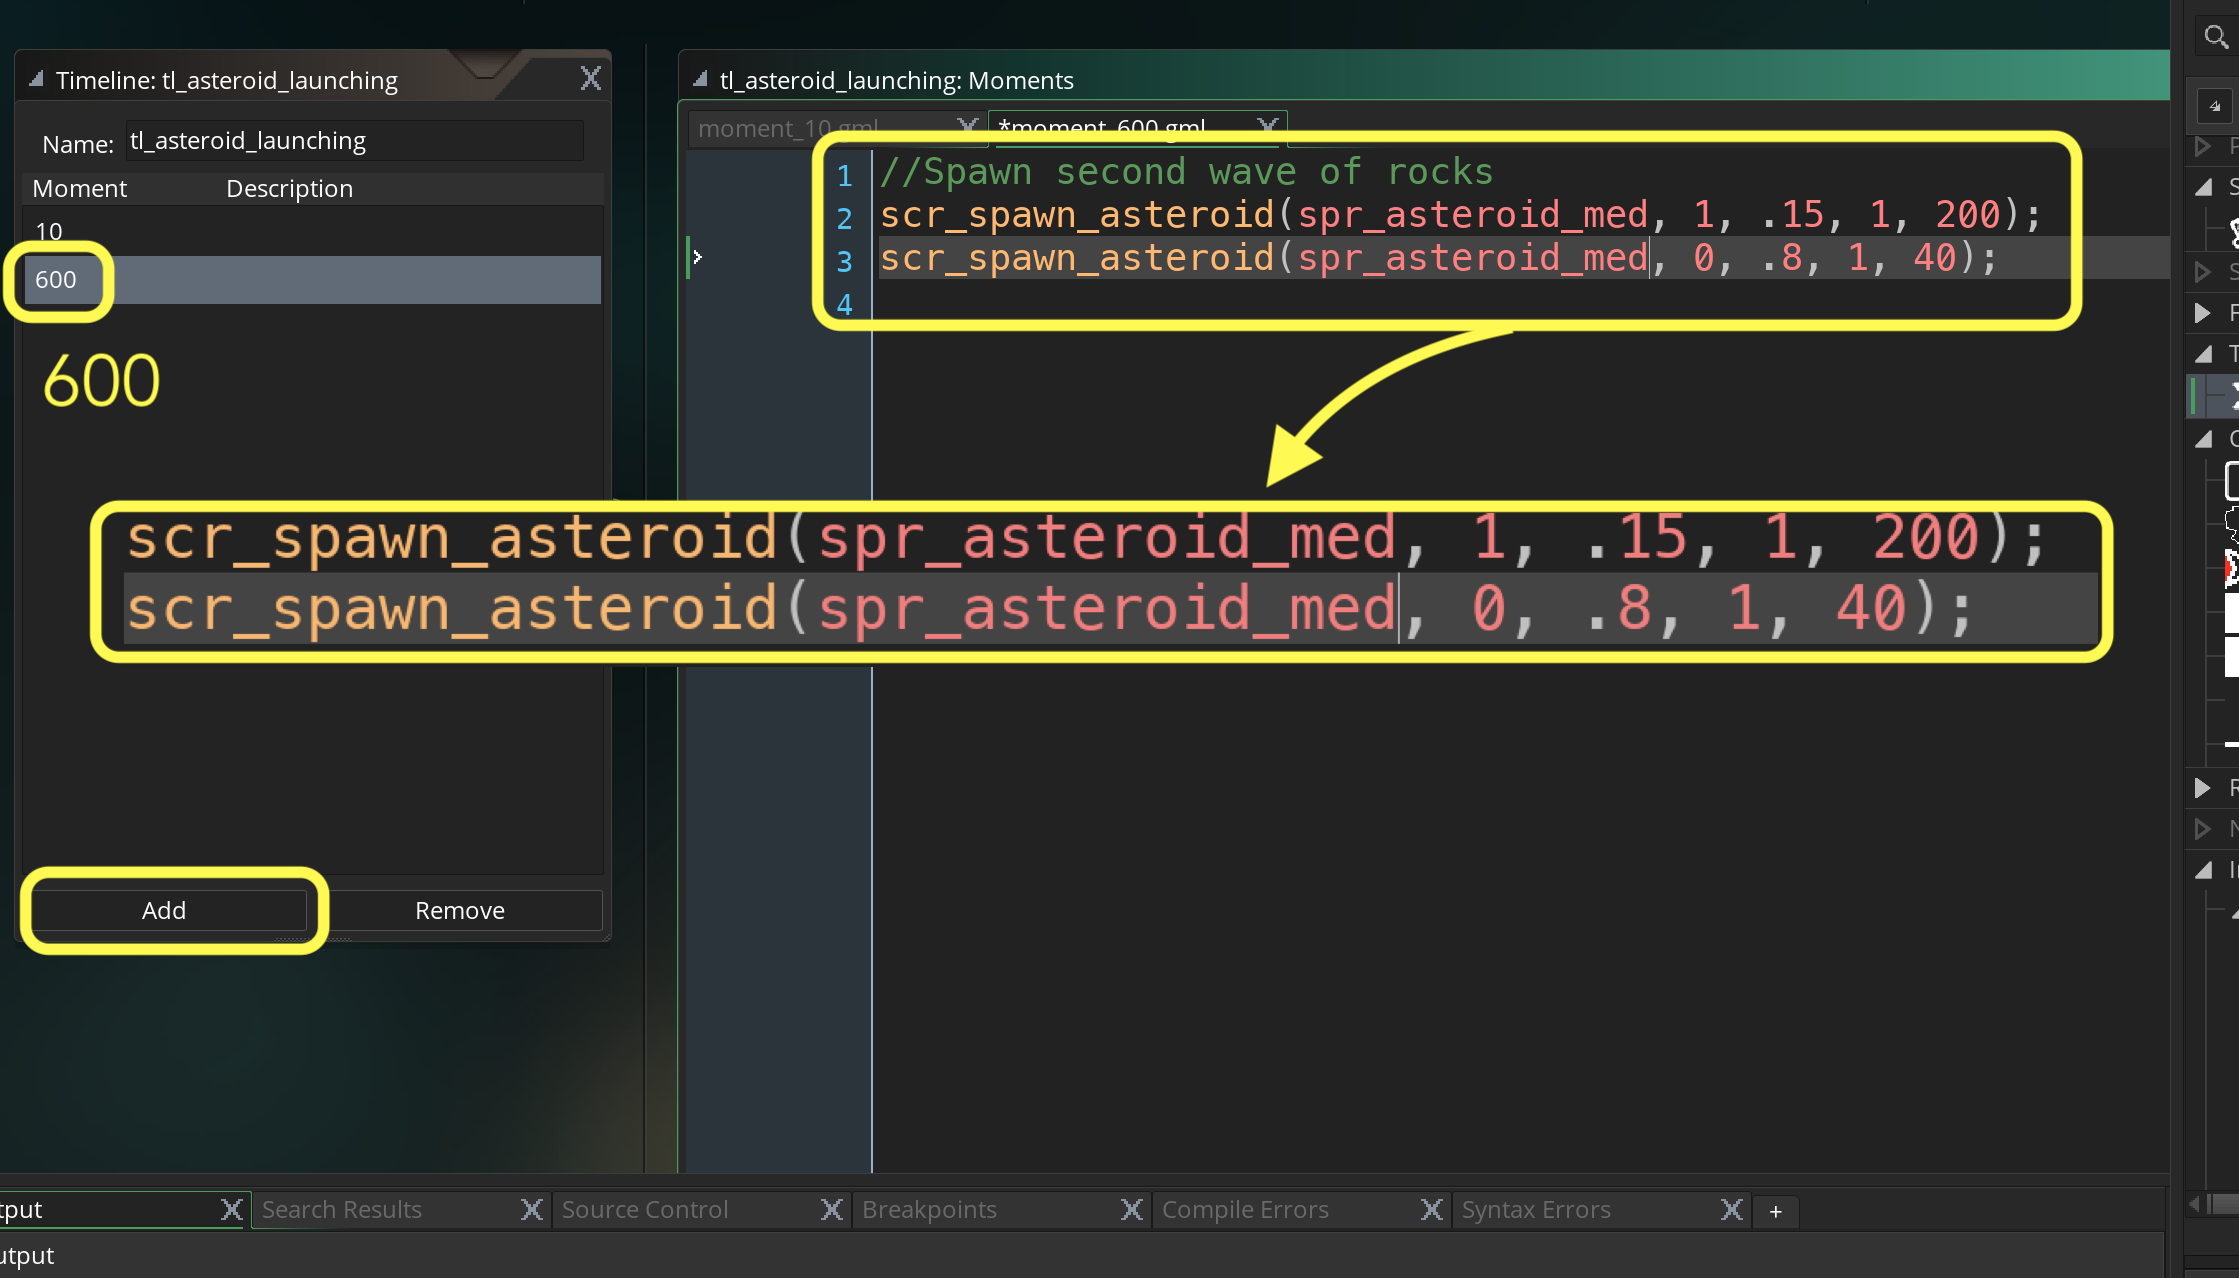 Timeline: tl_asteroid_launching
Name: tl_asteroid_launching
Moment Description
10
600
600
Add Remove
tl_asteroid_launching: Moments
moment_10.gml *moment_600.gml
1 //Spawn second wave of rocks
2 scr_spawn_asteroid(spr_asteroid_med, 1, .15, 1, 200);
3 scr_spawn_asteroid(spr_asteroid_med, 0, .8, 1, 40);
4
scr_spawn_asteroid(spr_asteroid_med, 1, .15, 1, 200);
scr_spawn_asteroid(spr_asteroid_med, 0, .8, 1, 40);
Search Results Source Control Breakpoints Compile Errors Syntax Errors +